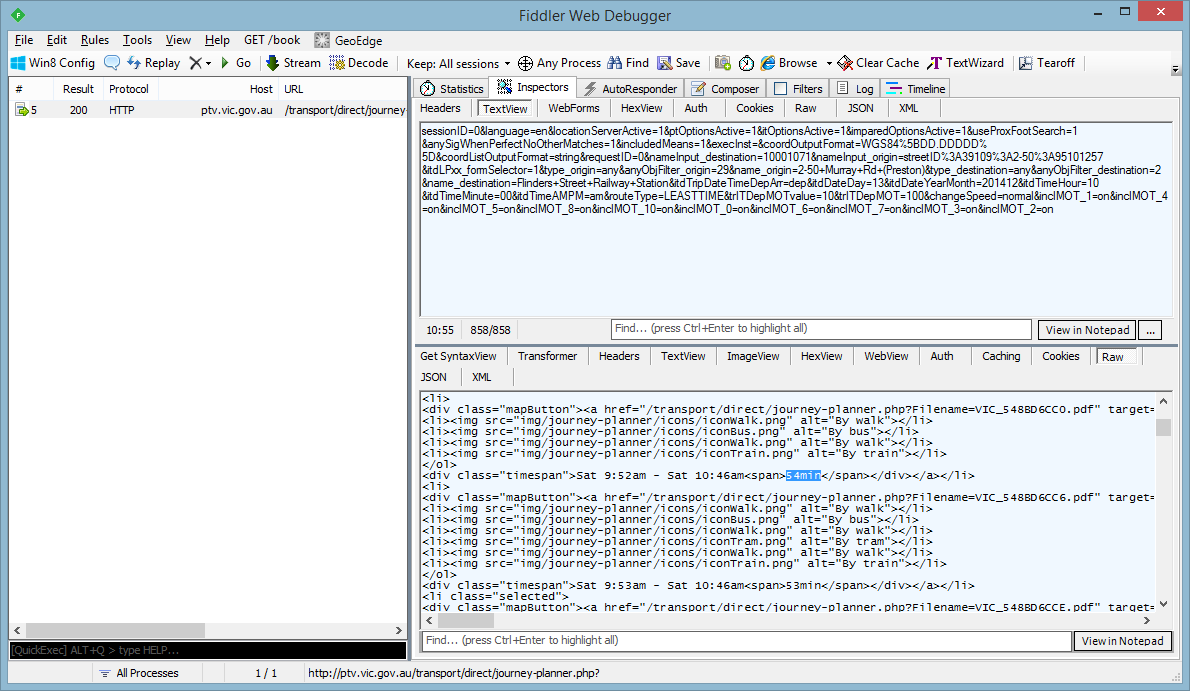 Fiddler Web Debugger
File Edit Rules Tools View Help GET /book GeoEdge
Win8 Config Replay Go Stream Decode Keep: All sessions Any Process Find Save Browse Clear Cache TextWizard Tearoff
# Result Protocol Host URL
5 200 HTTP ptv.vic.gov.au /transport/direct/journey-
[QuickExec] ALT+Q > type HELP...
Statistics Inspectors AutoResponder Composer Filters Log Timeline
Headers TextView WebForms HexView Auth Cookies Raw JSON XML
sessionID=0&language=en&locationServerActive=1&ptOptionsActive=1&itOptionsActive=1&imparedOptionsActive=1&useProxFootSearch=1
&anySigWhenPerfectNoOtherMatches=1&includedMeans=1&execInst=&coordOutputFormat=WGS84%5BDD.DDDDD%
5D&coordListOutputFormat=string&requestID=0&nameInput_destination=10001071&nameInput_origin=streetID%3A39109%3A2-50%3A95101257
&itdLPxx_formSelector=1&type_origin=any&anyObjFilter_origin=29&name_origin=2-50+Murray+Rd+(Preston)&type_destination=any&anyObjFilter_destination=2
&name_destination=Flinders+Street+Railway+Station&itdTripDateTimeDepArr=dep&itdDateDay=13&itdDateYearMonth=201412&itdTimeHour=10
&itdTimeMinute=00&itdTimeAMPM=am&routeType=LEASTTIME&trITDepMOTvalue=10&trITDepMOT=100&changeSpeed=normal&inclMOT_1=on&inclMOT_4
=on&inclMOT_5=on&inclMOT_8=on&inclMOT_10=on&inclMOT_0=on&inclMOT_6=on&inclMOT_7=on&inclMOT_3=on&inclMOT_2=on
10:55 858/858 Find... (press Ctrl+Enter to highlight all) View in Notepad ...
Get SyntaxView Transformer Headers TextView ImageView HexView WebView Auth Caching Cookies Raw
JSON XML
<li>
<div class="mapButton"><a href="/transport/direct/journey-planner.php?Filename=VIC_548BD6CC0.pdf" target=
<li><img src="img/journey-planner/icons/iconWalk.png" alt="By walk"></li>
<li><img src="img/journey-planner/icons/iconBus.png" alt="By bus"></li>
<li><img src="img/journey-planner/icons/iconWalk.png" alt="By walk"></li>
<li><img src="img/journey-planner/icons/iconTrain.png" alt="By train"></li>
</ol>
<div class="timespan">Sat 9:52am - Sat 10:46am<span>54min</span></div></a></li>
<li>
<div class="mapButton"><a href="/transport/direct/journey-planner.php?Filename=VIC_548BD6CC6.pdf" target=
<li><img src="img/journey-planner/icons/iconWalk.png" alt="By walk"></li>
<li><img src="img/journey-planner/icons/iconBus.png" alt="By bus"></li>
<li><img src="img/journey-planner/icons/iconWalk.png" alt="By walk"></li>
<li><img src="img/journey-planner/icons/iconTram.png" alt="By tram"></li>
<li><img src="img/journey-planner/icons/iconWalk.png" alt="By walk"></li>
<li><img src="img/journey-planner/icons/iconTrain.png" alt="By train"></li>
</ol>
<div class="timespan">Sat 9:53am - Sat 10:46am<span>53min</span></div></a></li>
<li class="selected">
<div class="mapButton"><a href="/transport/direct/journey-planner.php?Filename=VIC_548BD6CCE.pdf" target=
Find... (press Ctrl+Enter to highlight all) View in Notepad
All Processes 1 / 1 http://ptv.vic.gov.au/transport/direct/journey-planner.php?